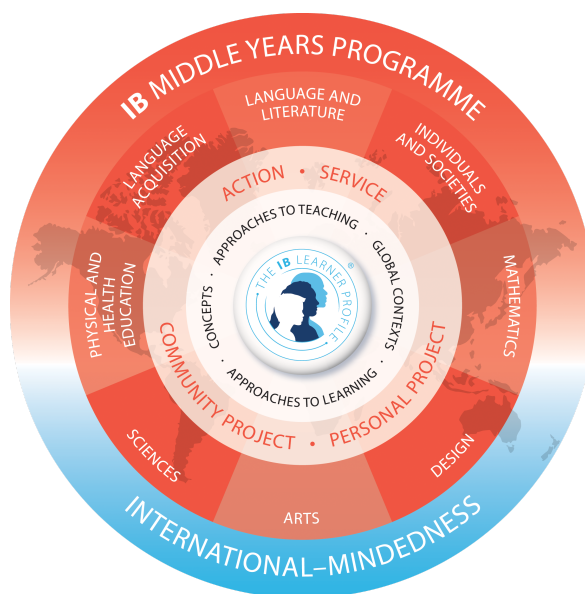 IB MIDDLE YEARS PROGRAMME
LANGUAGE AND
LITERATURE
LANGUAGE
ACQUISITION
INDIVIDUALS
AND SOCIETIES
PHYSICAL AND
HEALTH
EDUCATION
MATHEMATICS
SCIENCES
DESIGN
ARTS
ACTION • SERVICE
COMMUNITY PROJECT • PERSONAL PROJECT
APPROACHES TO TEACHING ·
GLOBAL CONTEXTS ·
APPROACHES TO LEARNING ·
CONCEPTS ·
• THE IB LEARNER PROFILE • ®
INTERNATIONAL–MINDEDNESS